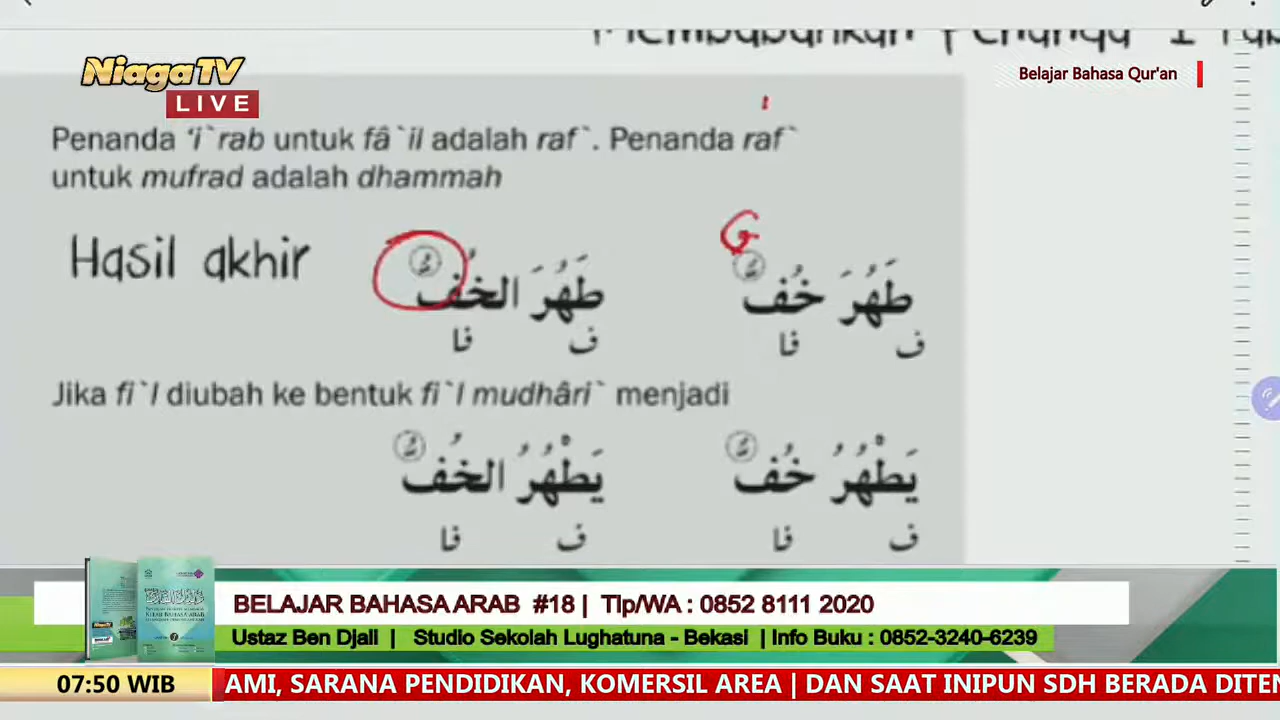 Niaga TV
LIVE
Belajar Bahasa Qur'an
Penanda 'i`rab untuk fâ`il adalah raf`. Penanda raf`
untuk mufrad adalah dhammah
Hasil akhir
طَهُرَ الخُف
طَهُرَ خُف
ف فا
ف فا
Jika fi`l diubah ke bentuk fi`l mudhâri` menjadi
يَطْهُرُ الخُف
يَطْهُرُ خُف
ف فا
ف فا
BELAJAR BAHASA ARAB #18 | Tlp/WA : 0852 8111 2020
Ustaz Ben Djali | Studio Sekolah Lughatuna - Bekasi | Info Buku : 0852-3240-6239
07:50 WIB
AMI, SARANA PENDIDIKAN, KOMERSIL AREA | DAN SAAT INIPUN SDH BERADA DITEN